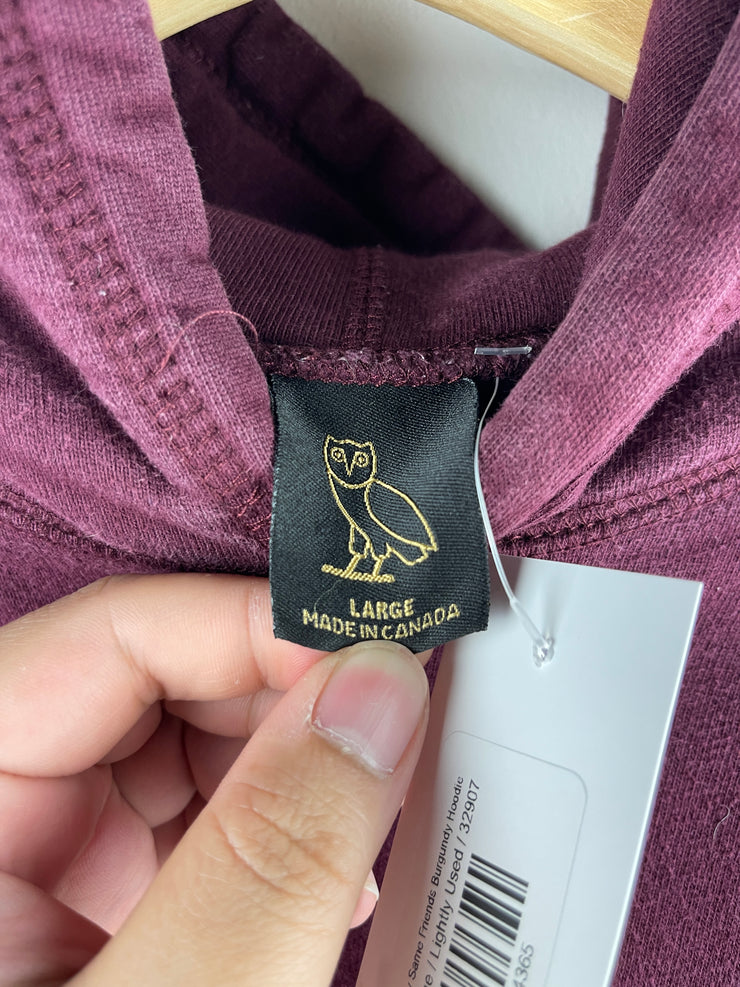 LARGE
MADE IN CANADA
Same Friends Burgundy Hoodie
/ Lightly Used / 32907
4365